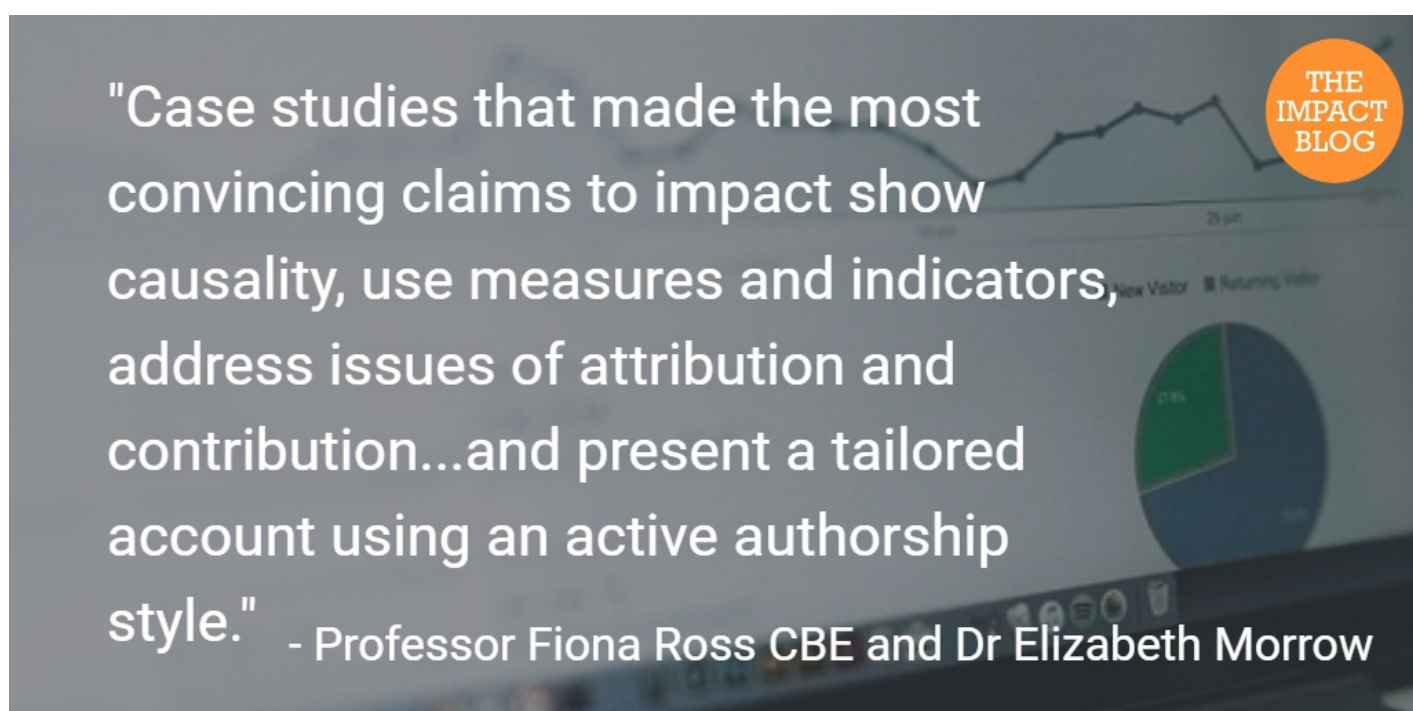 "Case studies that made the most
convincing claims to impact show
causality, use measures and indicators,
address issues of attribution and
contribution...and present a tailored
account using an active authorship
style."
- Professor Fiona Ross CBE and Dr Elizabeth Morrow
THE
IMPACT
BLOG
New Visitor
Returning Visitor